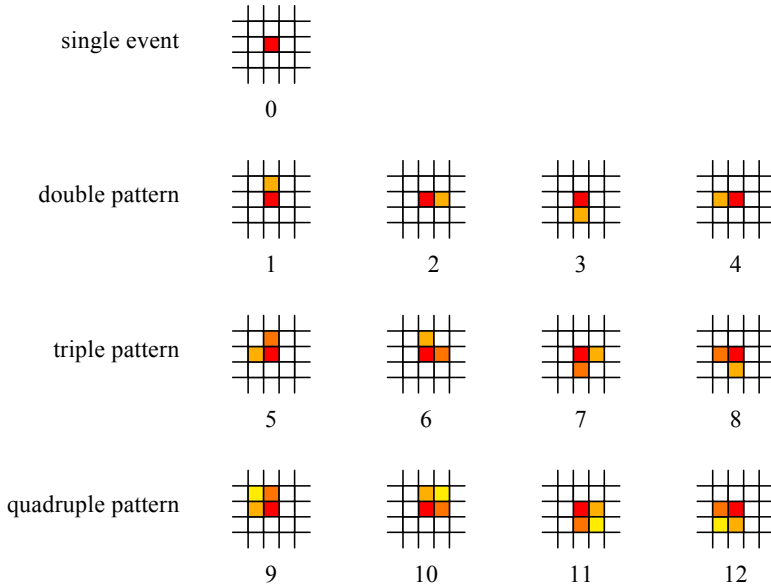 single event
0
double pattern
1 2 3 4
triple pattern
5 6 7 8
quadruple pattern
9 10 11 12